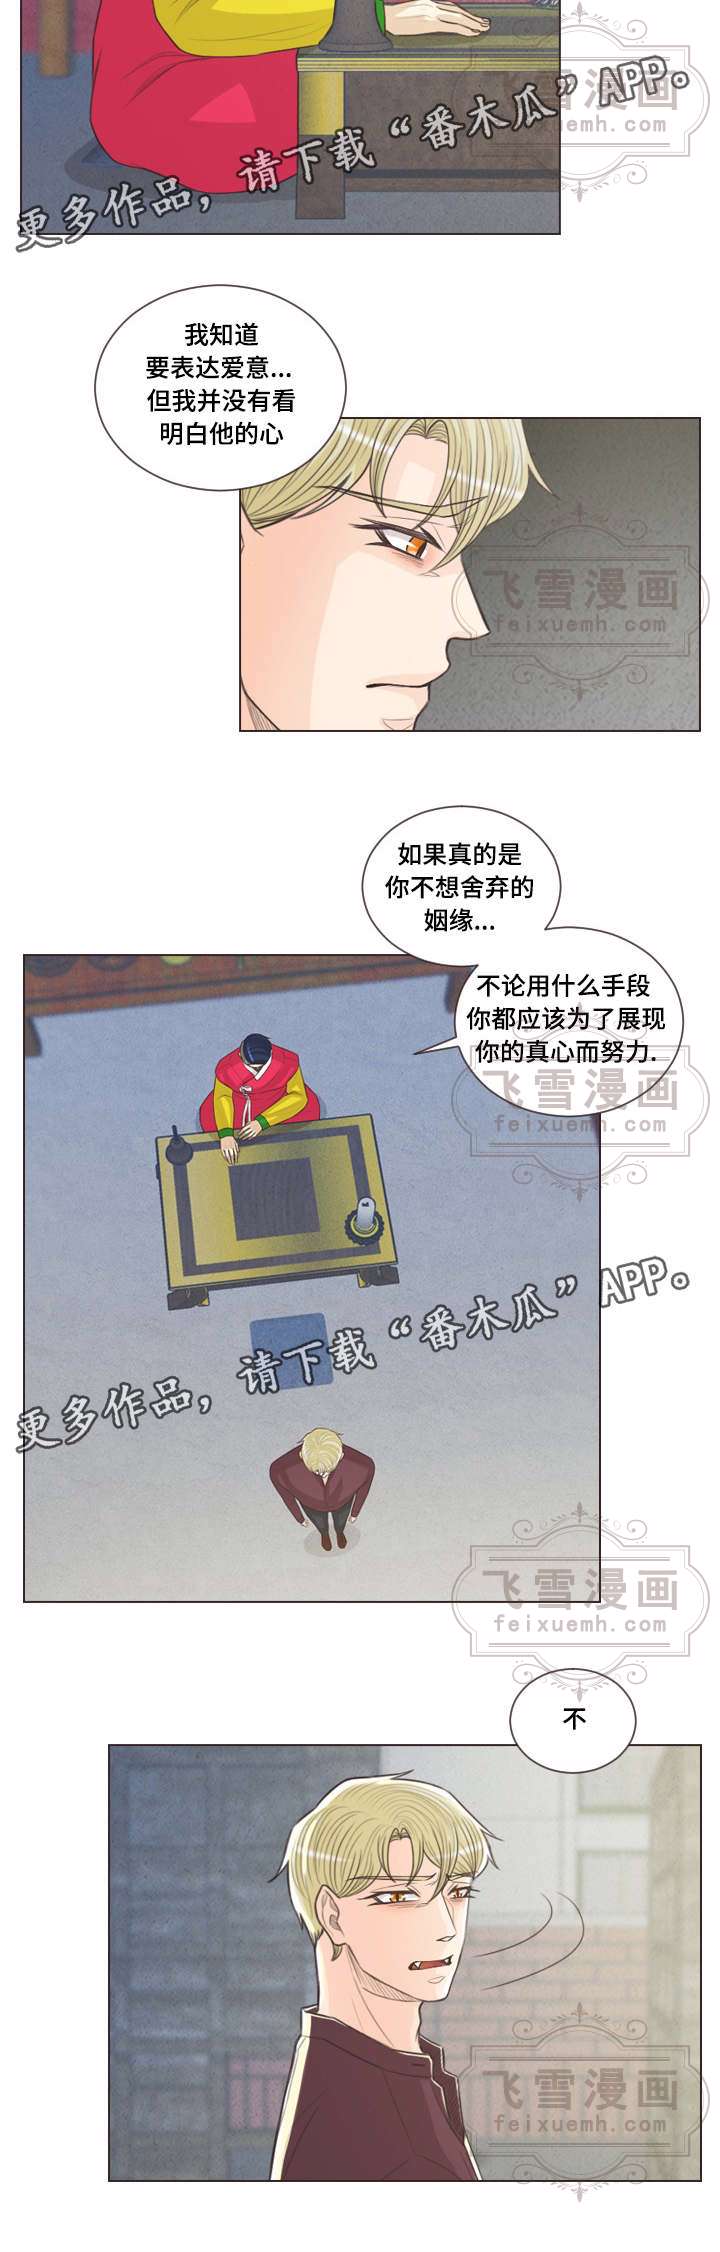 飞雪漫画
feixuemh.com
更多作品，请下载“番木瓜”APP。
我知道
要表达爱意...
但我并没有看
明白他的心
飞雪漫画
feixuemh.com
如果真的是
你不想舍弃的
姻缘...
不论用什么手段
你都应该为了展现
你的真心而努力.
飞雪漫画
feixuemh.com
更多作品，请下载“番木瓜”APP。
飞雪漫画
feixuemh.com
不
飞雪漫画
feixuemh.com